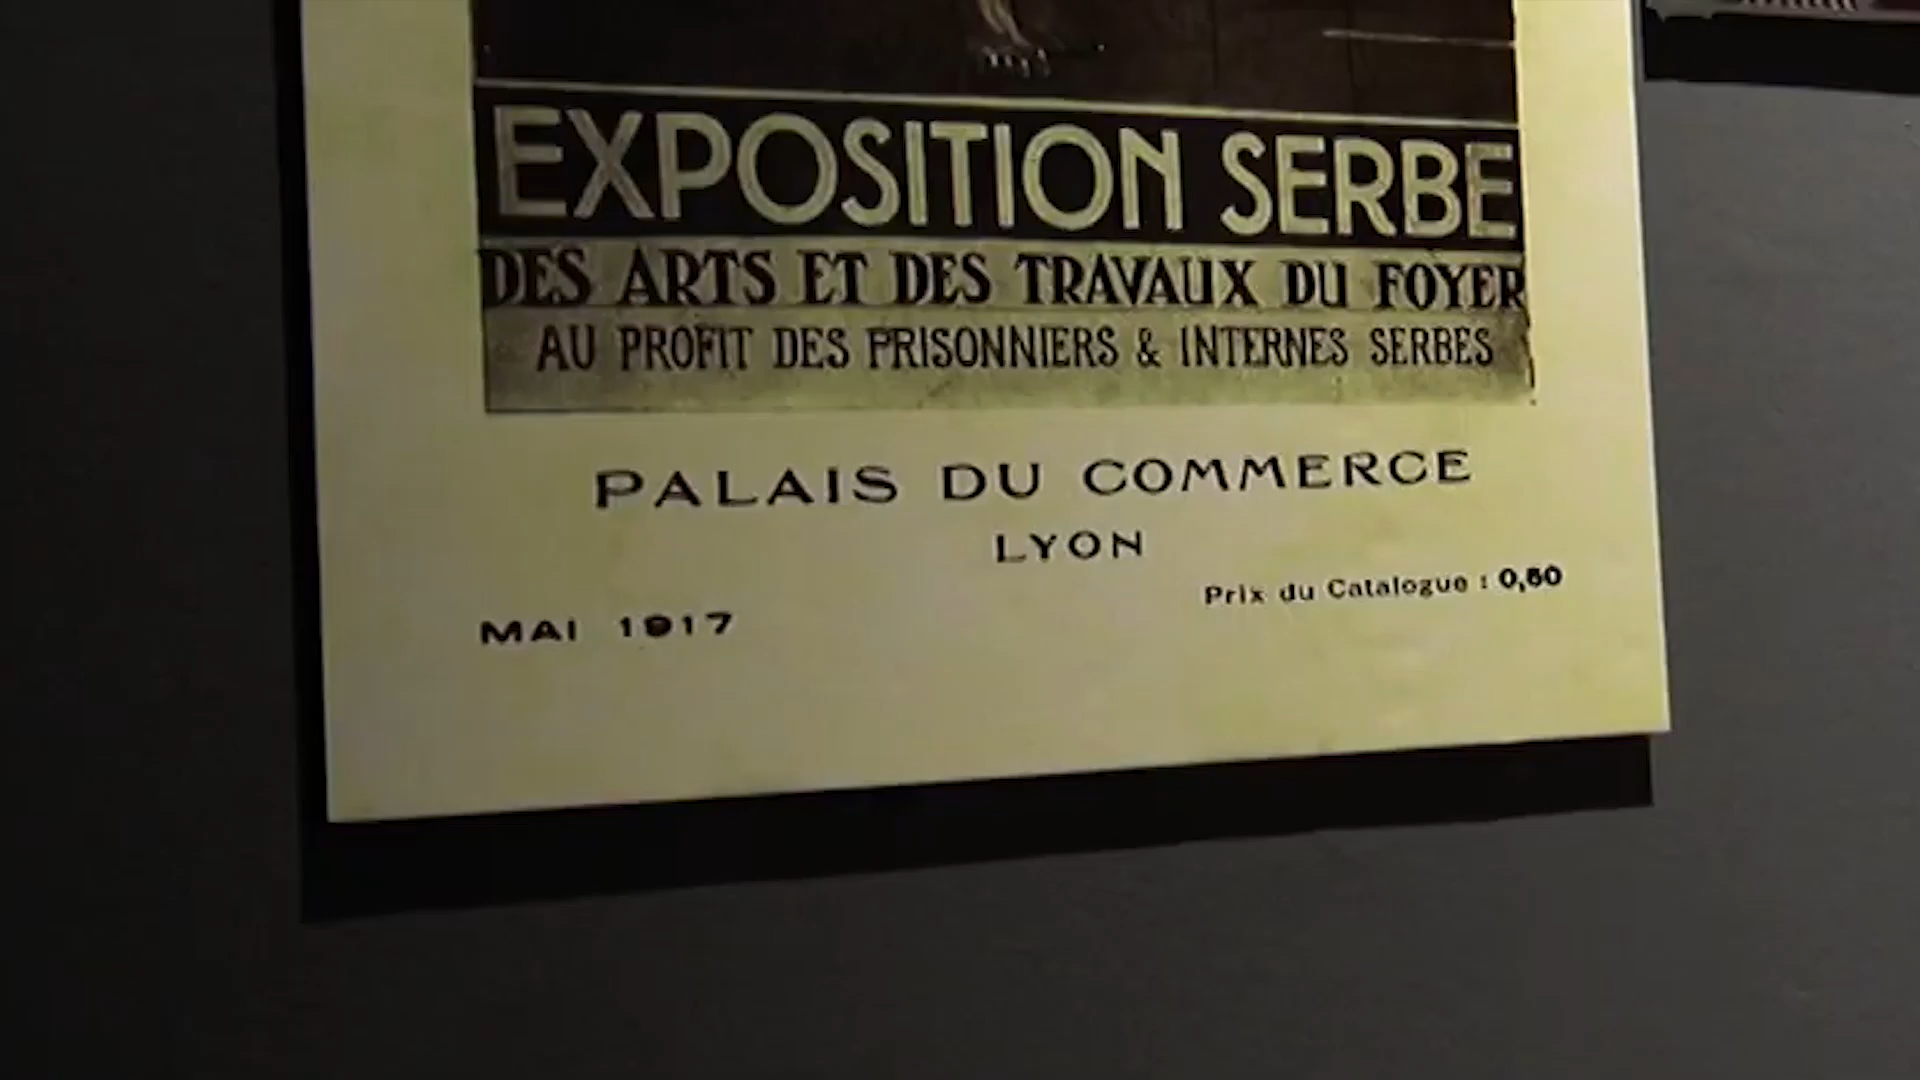 EXPOSITION SERBE
DES ARTS ET DES TRAVAUX DU FOYER
AU PROFIT DES PRISONNIERS & INTERNES SERBES
PALAIS DU COMMERCE
LYON
Prix du Catalogue : 0,50
MAI 1917